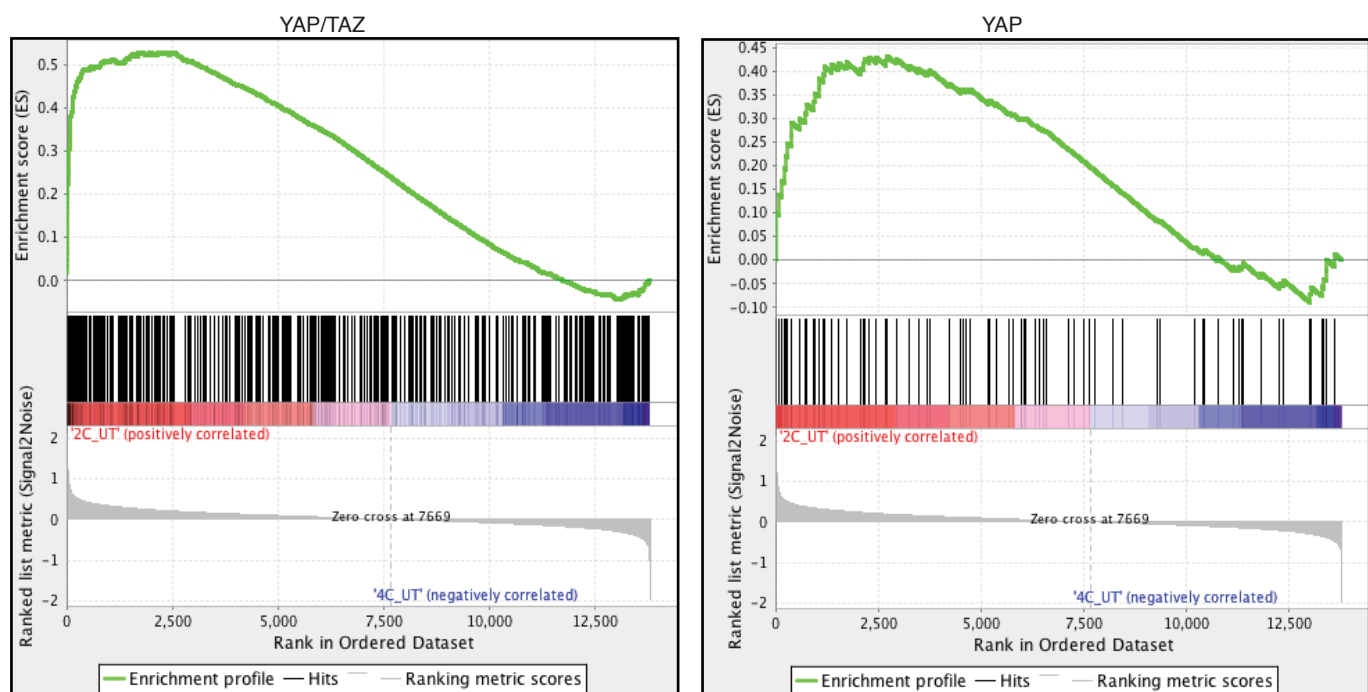 YAP/TAZ
Enrichment score (ES)
0.5
0.4
0.3
0.2
0.1
0.0
'2C_UT' (positively correlated)
Ranked list metric (Signal2Noise)
2
1
0
-1
-2
Zero cross at 7669
'4C_UT' (negatively correlated)
0 2,500 5,000 7,500 10,000 12,500
Rank in Ordered Dataset
Enrichment profile Hits Ranking metric scores
YAP
Enrichment score (ES)
0.45
0.40
0.35
0.30
0.25
0.20
0.15
0.10
0.05
0.00
-0.05
-0.10
'2C_UT' (positively correlated)
Ranked list metric (Signal2Noise)
2
1
0
-1
-2
Zero cross at 7669
'4C_UT' (negatively correlated)
0 2,500 5,000 7,500 10,000 12,500
Rank in Ordered Dataset
Enrichment profile Hits Ranking metric scores